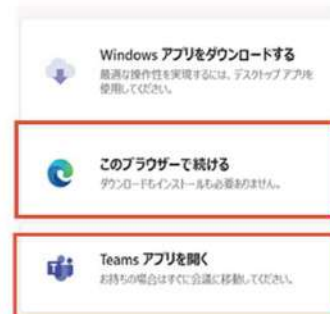 Windows アプリをダウンロードする
最適な操作性を実現するには、デスクトップ アプリを
使用してください。
このブラウザーで続ける
ダウンロードもインストールも必要ありません。
Teams アプリを開く
お持ちの場合はすぐに会議に移動してください。